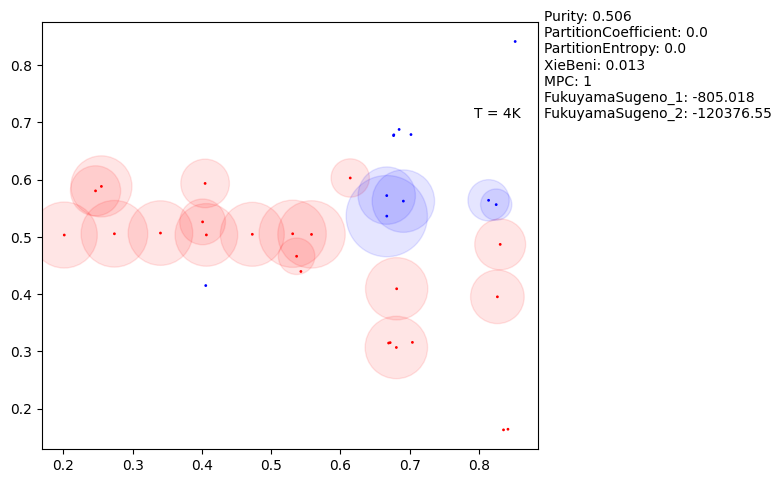 Purity: 0.506
PartitionCoefficient: 0.0
PartitionEntropy: 0.0
XieBeni: 0.013
MPC: 1
FukuyamaSugeno_1: -805.018
FukuyamaSugeno_2: -120376.55
T = 4K
0.8
0.7
0.6
0.5
0.4
0.3
0.2
0.2 0.3 0.4 0.5 0.6 0.7 0.8